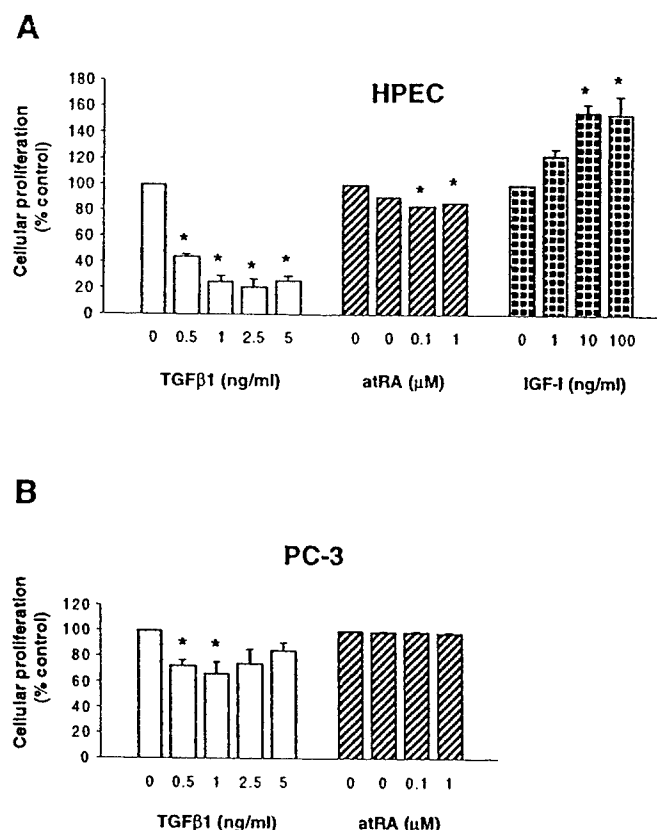 A
HPEC
Cellular proliferation
(% control)
180
160
140
120
100
80
60
40
20
0
* * * * * * * *
0 0.5 1 2.5 5 0 0 0.1 1 0 1 10 100
TGFβ1 (ng/ml) atRA (μM) IGF-I (ng/ml)
B
PC-3
Cellular proliferation
(% control)
120
100
80
60
40
20
0
* *
0 0.5 1 2.5 5 0 0 0.1 1
TGFβ1 (ng/ml) atRA (μM)